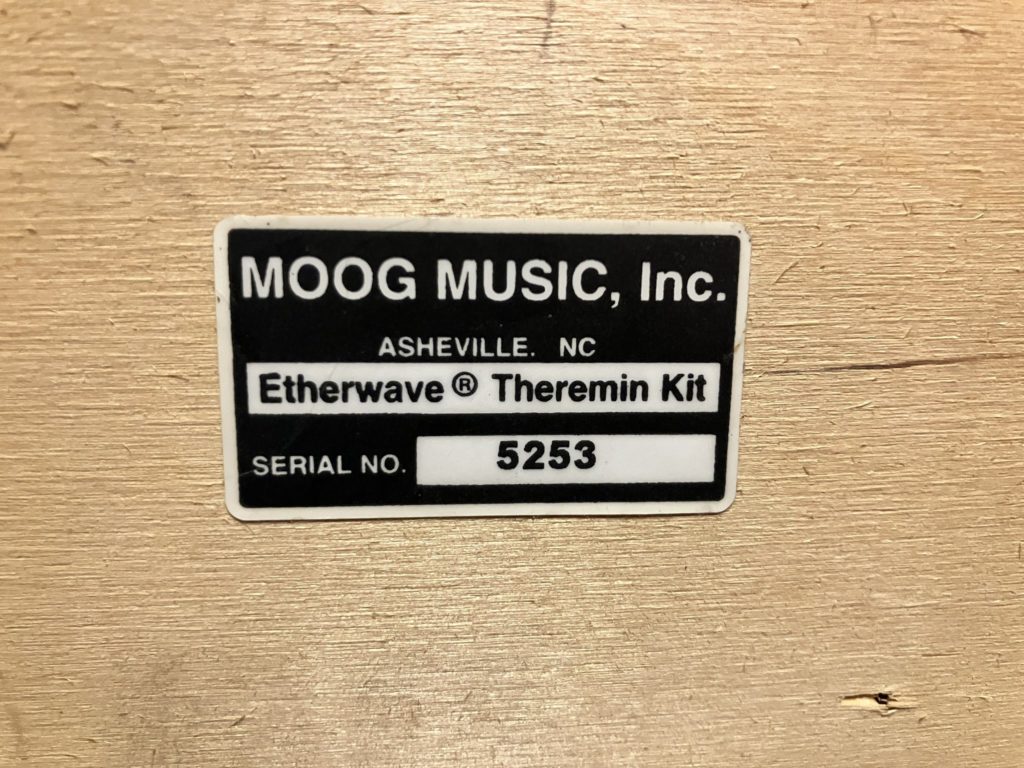 MOOG MUSIC, Inc.
ASHEVILLE. NC
Etherwave® Theremin Kit
SERIAL NO. 5253